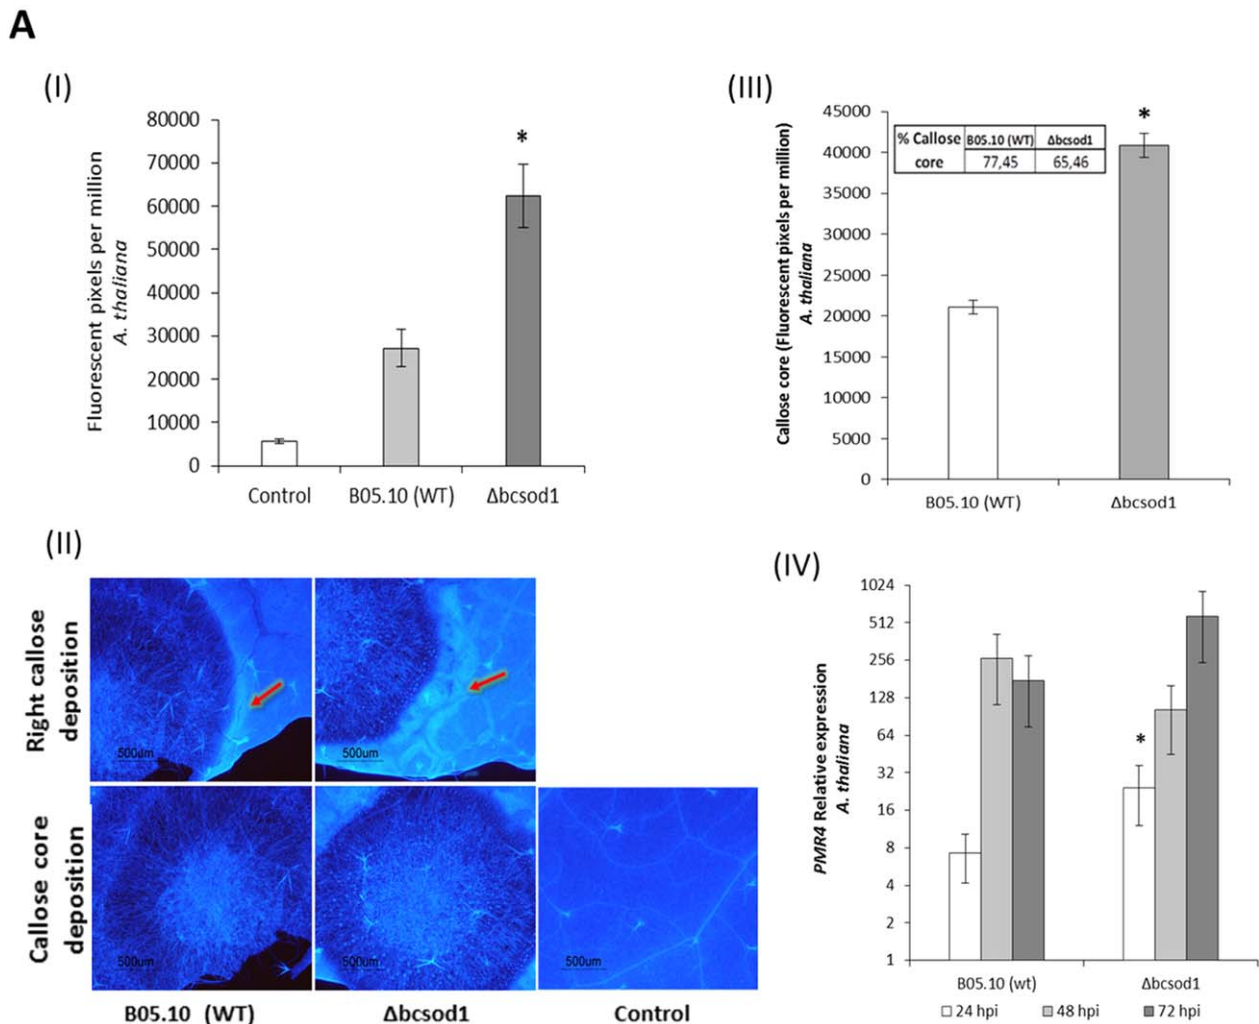 A
(I)
80000
70000
60000
50000
40000
30000
20000
10000
0
Fluorescent pixels per million
A. thaliana
*
Control
B05.10 (WT)
Δbcsod1
(III)
45000
40000
35000
30000
25000
20000
15000
10000
5000
0
Callose core (Fluorescent pixels per million)
A. thaliana
% Callose core B05.10 (WT) Δbcsod1
77,45 65,46
*
B05.10 (WT)
Δbcsod1
(II)
Right callose
deposition
500um
500um
Callose core
deposition
500um
500um
500um
B05.10 (WT)
Δbcsod1
Control
(IV)
1024
512
256
128
64
32
16
8
4
2
1
PMR4 Relative expression
A. thaliana
*
B05.10 (wt)
Δbcsod1
24 hpi
48 hpi
72 hpi